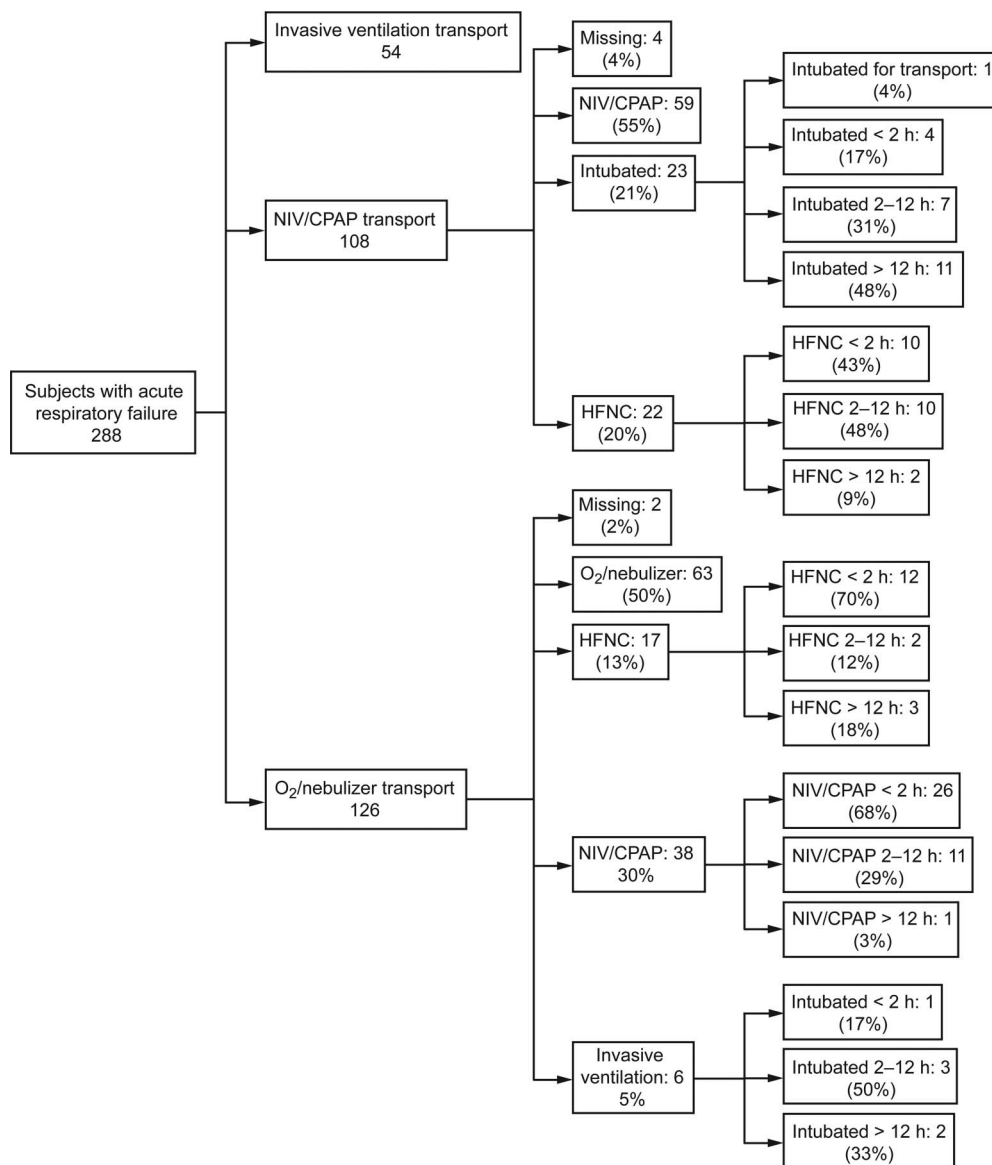 Subjects with acute
respiratory failure
288
Invasive ventilation transport
54
NIV/CPAP transport
108
Missing: 4
(4%)
NIV/CPAP: 59
(55%)
Intubated: 23
(21%)
Intubated for transport: 1
(4%)
Intubated < 2 h: 4
(17%)
Intubated 2–12 h: 7
(31%)
Intubated > 12 h: 11
(48%)
HFNC: 22
(20%)
HFNC < 2 h: 10
(43%)
HFNC 2–12 h: 10
(48%)
HFNC > 12 h: 2
(9%)
O₂/nebulizer transport
126
Missing: 2
(2%)
O₂/nebulizer: 63
(50%)
HFNC: 17
(13%)
HFNC < 2 h: 12
(70%)
HFNC 2–12 h: 2
(12%)
HFNC > 12 h: 3
(18%)
NIV/CPAP: 38
30%
NIV/CPAP < 2 h: 26
(68%)
NIV/CPAP 2–12 h: 11
(29%)
NIV/CPAP > 12 h: 1
(3%)
Invasive
ventilation: 6
5%
Intubated < 2 h: 1
(17%)
Intubated 2–12 h: 3
(50%)
Intubated > 12 h: 2
(33%)